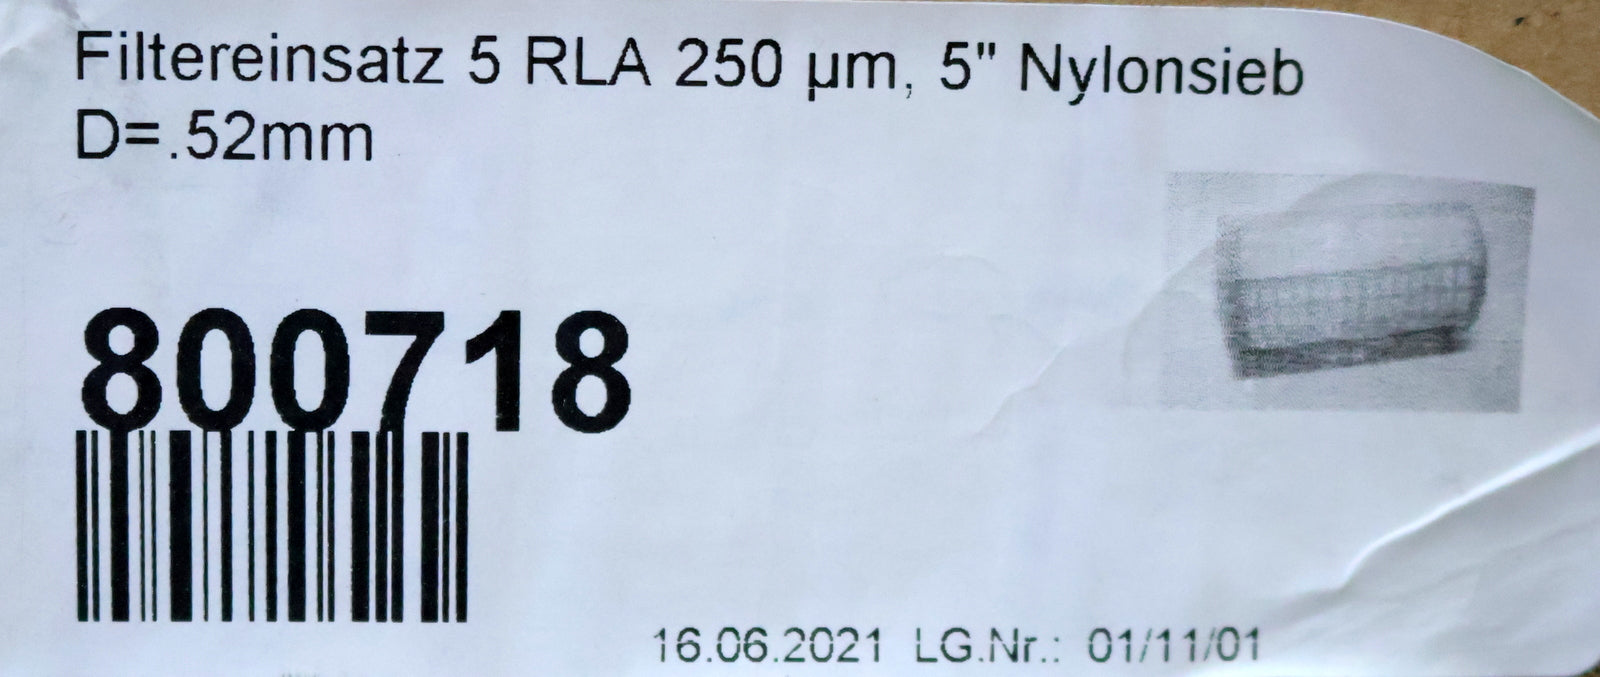 Filtereinsatz 5 RLA 250 µm, 5" Nylonsieb
D=.52mm
800718
16.06.2021 LG.Nr.: 01/11/01